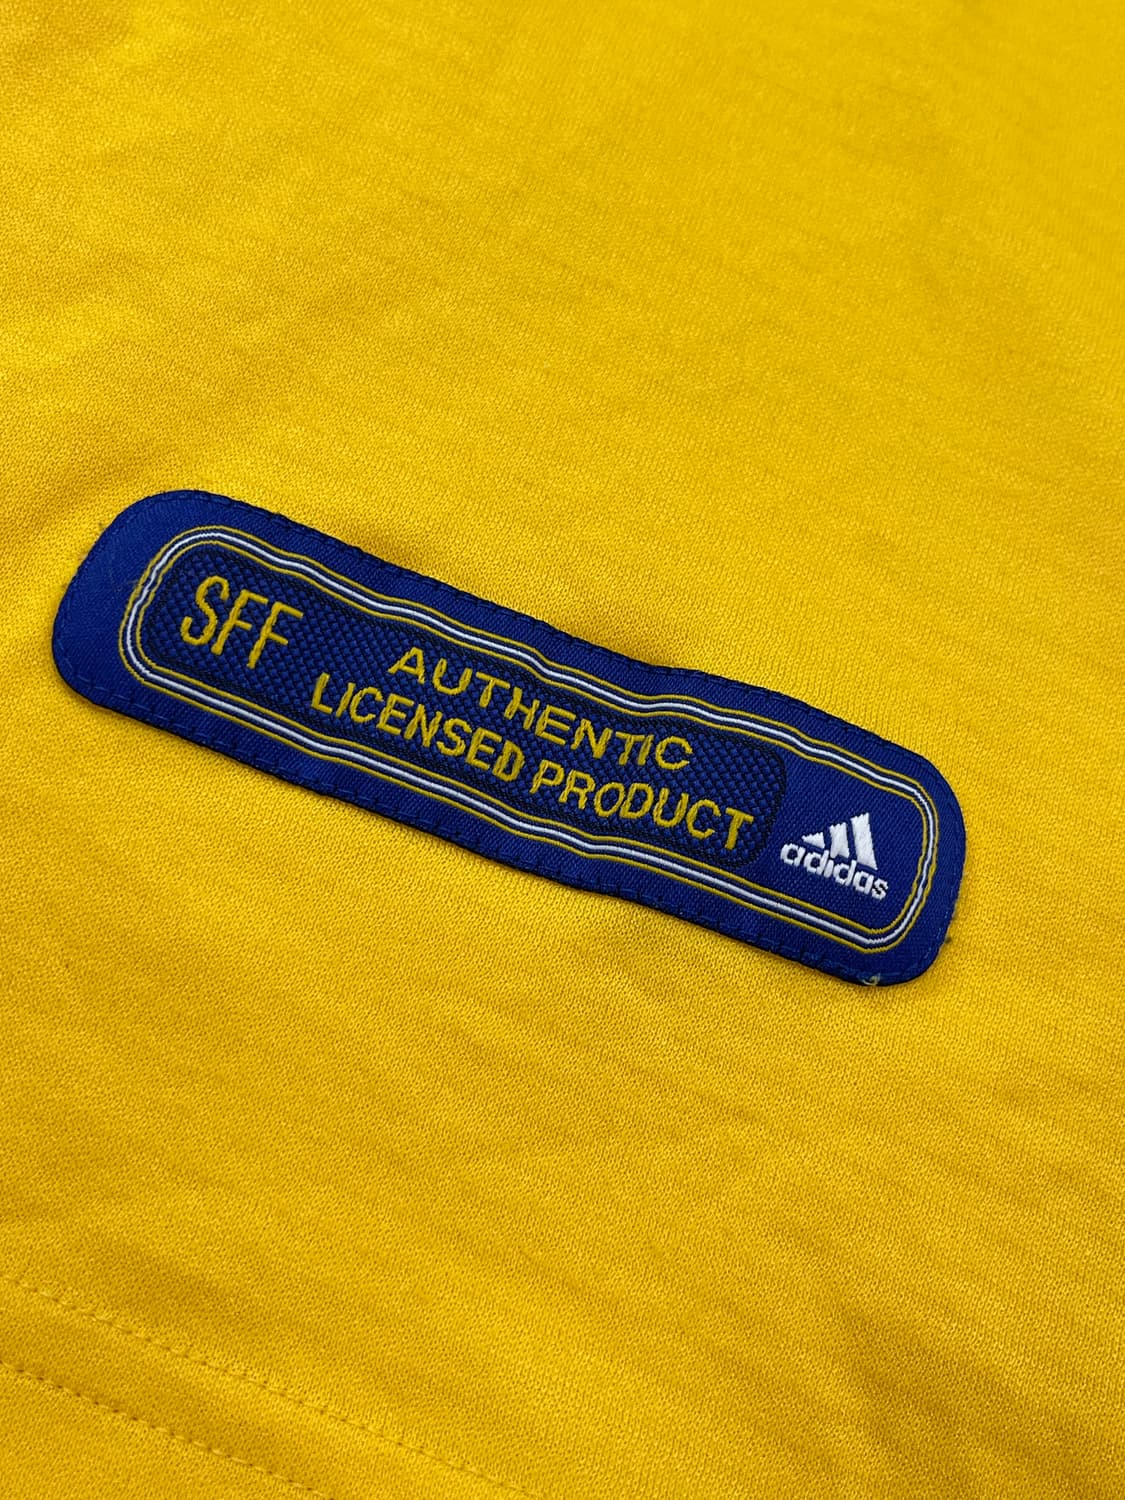 SFF
AUTHENTIC
LICENSED PRODUCT
adidas